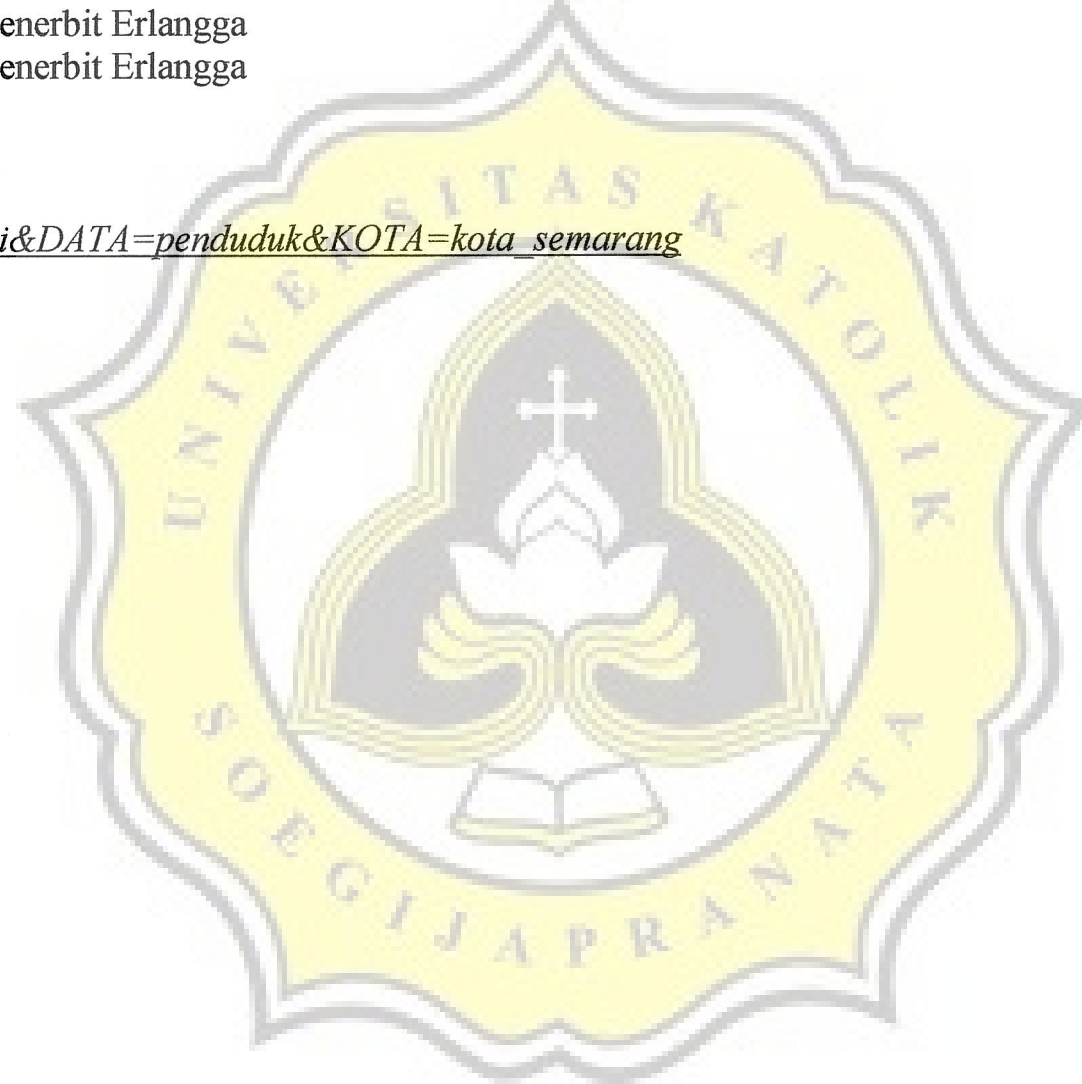 enerbit Erlangga
enerbit Erlangga
i&DATA=penduduk&KOTA=kota_semarang
UNIVERSITAS KATOLIK
SOEGIJAPRANATA